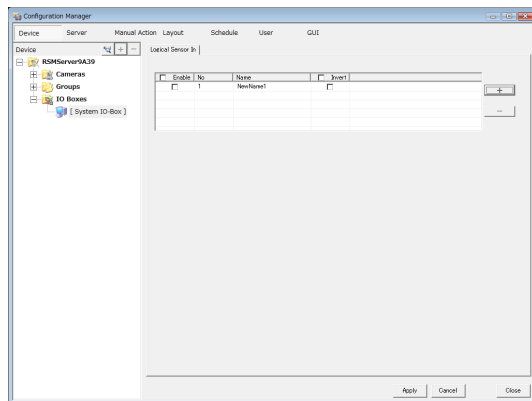 Configuration Manager
Device Server Manual Action Layout Schedule User GUI
Device
Logical Sensor In
RSMServer9A39
Cameras
Groups
IO Boxes
[ System IO-Box ]
Enable No Name Invert
1 NewName1
+
-
Apply Cancel Close